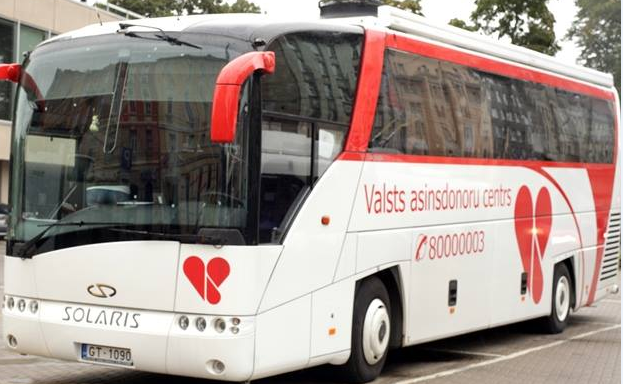 Valsts asinsdonoru centrs
80000003
SOLARIS
GT-1090